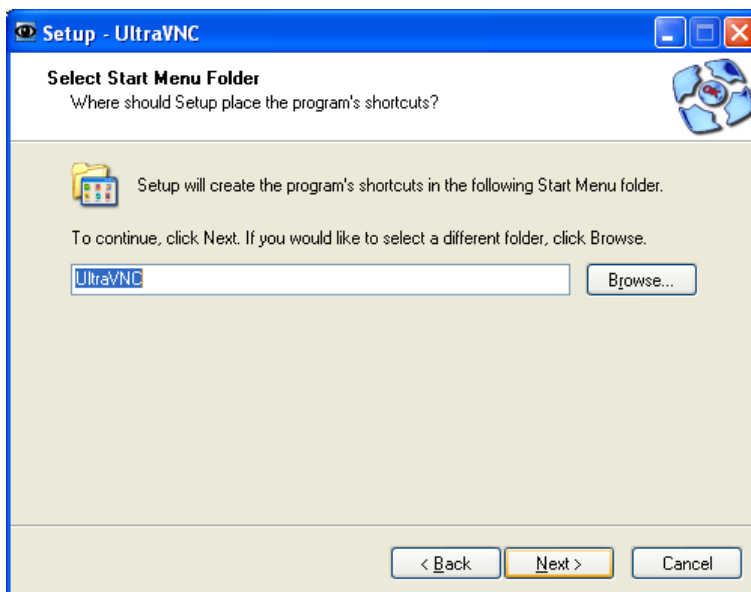 Setup - UltraVNC
Select Start Menu Folder
Where should Setup place the program's shortcuts?
Setup will create the program's shortcuts in the following Start Menu folder.
To continue, click Next. If you would like to select a different folder, click Browse.
UltraVNC
Browse...
< Back
Next >
Cancel